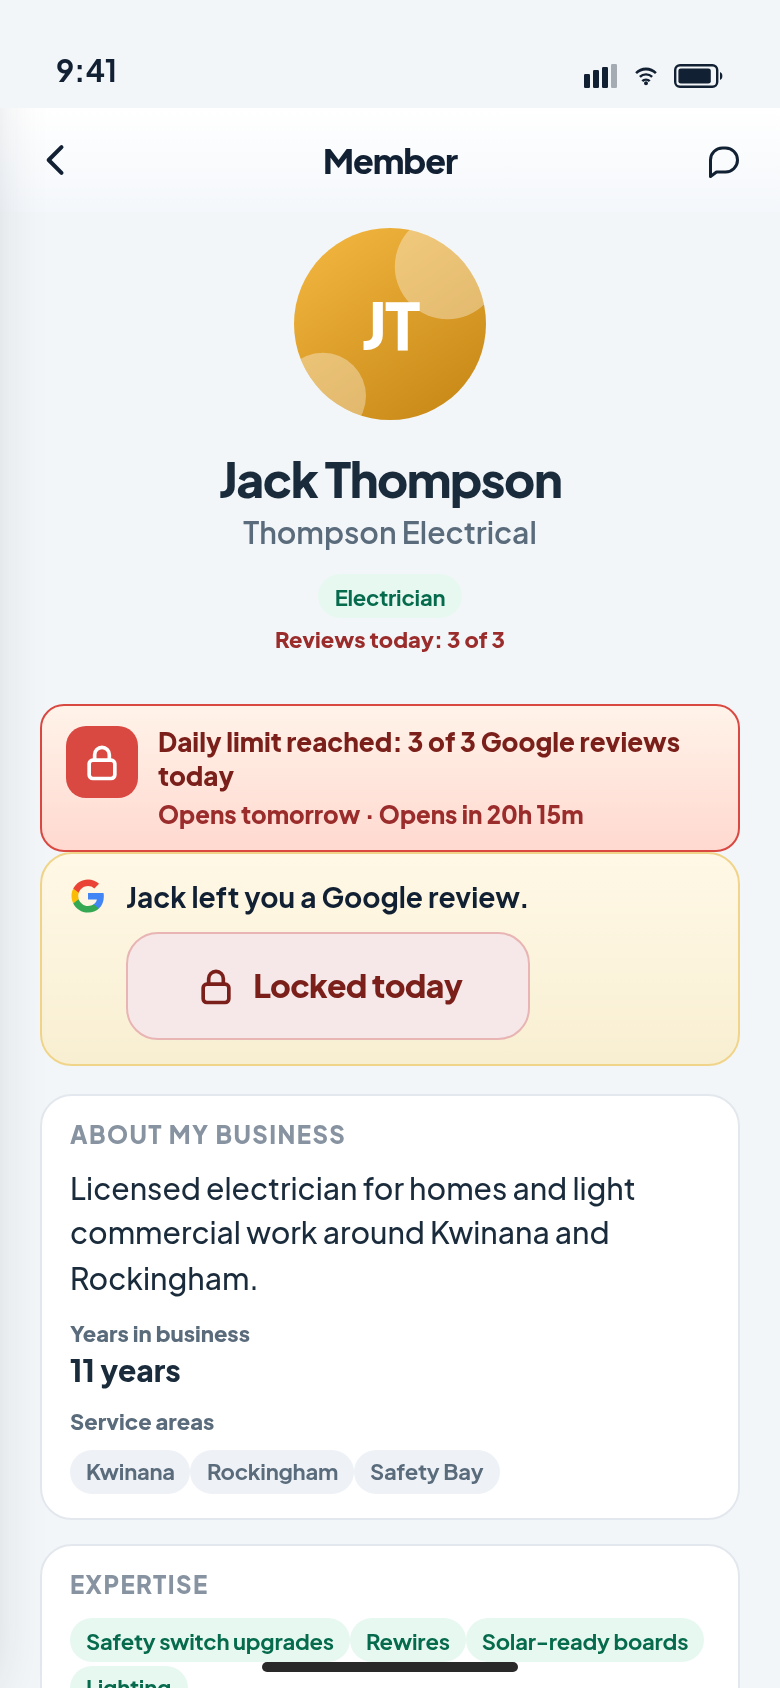 9:41
Member
JT
Jack Thompson
Thompson Electrical
Electrician
Reviews today: 3 of 3
Daily limit reached: 3 of 3 Google reviews
today
Opens tomorrow · Opens in 20h 15m
Jack left you a Google review.
Locked today
ABOUT MY BUSINESS
Licensed electrician for homes and light
commercial work around Kwinana and
Rockingham.
Years in business
11 years
Service areas
Kwinana Rockingham Safety Bay
EXPERTISE
Safety switch upgrades Rewires Solar-ready boards
Lighting